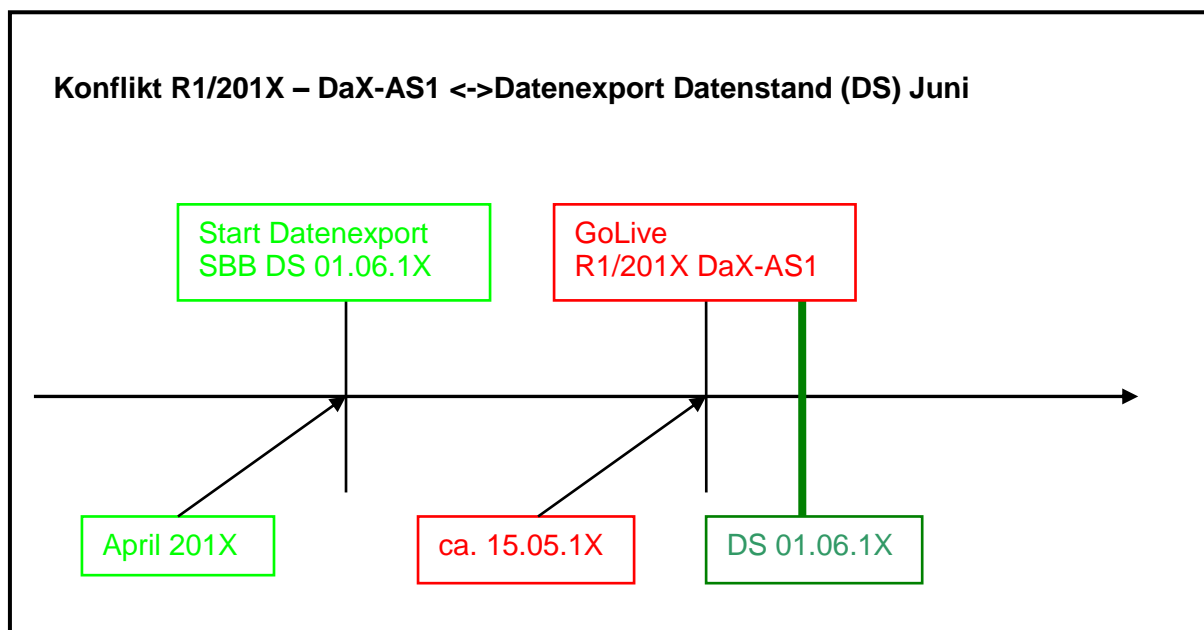 Konflikt R1/201X – DaX-AS1 <->Datenexport Datenstand (DS) Juni
Start Datenexport
SBB DS 01.06.1X
GoLive
R1/201X DaX-AS1
April 201X
ca. 15.05.1X
DS 01.06.1X